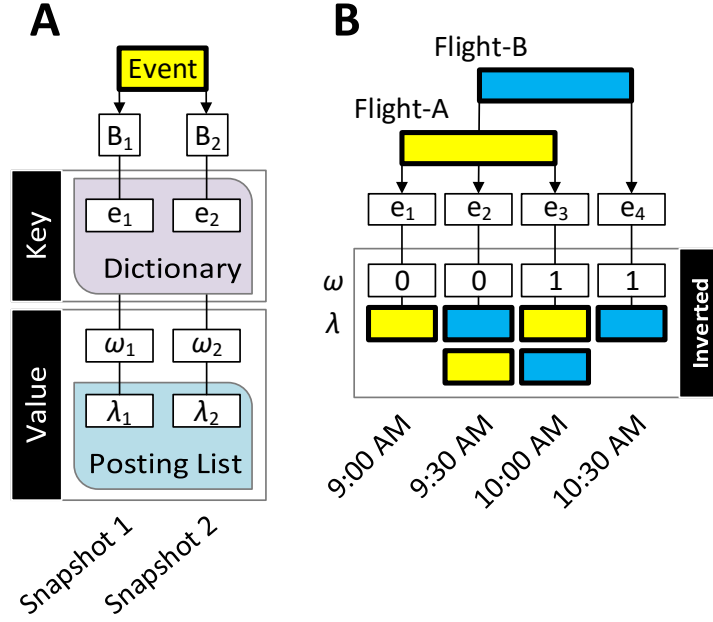 A
Event
B₁ B₂
Key
e₁ e₂
Dictionary
Value
ω₁ ω₂
λ₁ λ₂
Posting List
Snapshot 1
Snapshot 2
B
Flight-B
Flight-A
e₁ e₂ e₃ e₄
ω 0 0 1 1
λ
Inverted
9:00 AM
9:30 AM
10:00 AM
10:30 AM